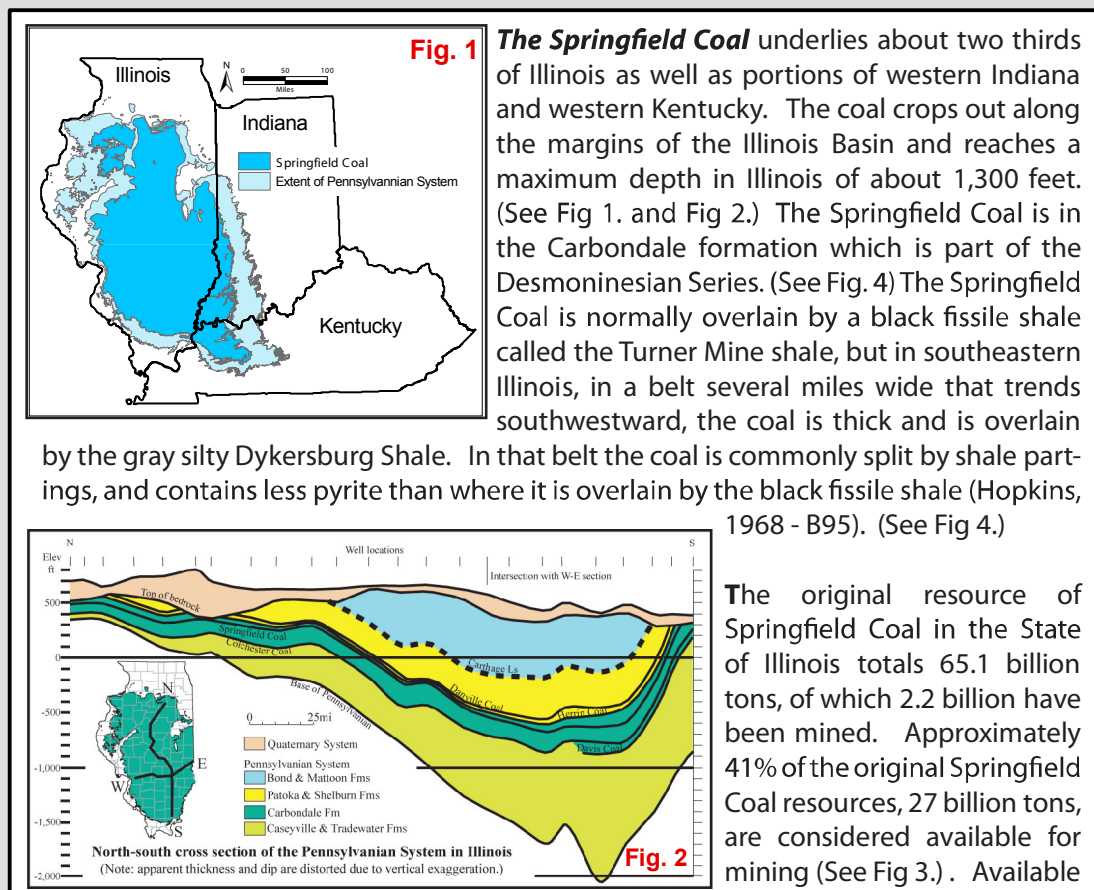 Fig. 1
Illinois
N
0 50 100
Miles
Indiana
Springfield Coal
Extent of Pennsylvannian System
Kentucky
The Springfield Coal underlies about two thirds
of Illinois as well as portions of western Indiana
and western Kentucky. The coal crops out along
the margins of the Illinois Basin and reaches a
maximum depth in Illinois of about 1,300 feet.
(See Fig 1. and Fig 2.) The Springfield Coal is in
the Carbondale formation which is part of the
Desmoninesian Series. (See Fig. 4) The Springfield
Coal is normally overlain by a black fissile shale
called the Turner Mine shale, but in southeastern
Illinois, in a belt several miles wide that trends
southwestward, the coal is thick and is overlain
by the gray silty Dykersburg Shale. In that belt the coal is commonly split by shale part-
ings, and contains less pyrite than where it is overlain by the black fissile shale (Hopkins,
1968 - B95). (See Fig 4.)
N
Well locations
S
Elev
ft
Intersection with W-E section
Top of bedrock
500
Springfield Coal
Colchester Coal
0
Carthage Ls
Base of Pennsylvanian
Danville Coal
Herrin Coal
-500
Davis Coal
N
0 25mi
E
W
S
Quaternary System
Pennsylvanian System
-1,000
Bond & Mattoon Fms
Patoka & Shelburn Fms
Carbondale Fm
-1,500
Caseyville & Tradewater Fms
North-south cross section of the Pennsylvanian System in Illinois
(Note: apparent thickness and dip are distorted due to vertical exaggeration.)
Fig. 2
-2,000
The original resource of
Springfield Coal in the State
of Illinois totals 65.1 billion
tons, of which 2.2 billion have
been mined. Approximately
41% of the original Springfield
Coal resources, 27 billion tons,
are considered available for
mining (See Fig 3.) . Available